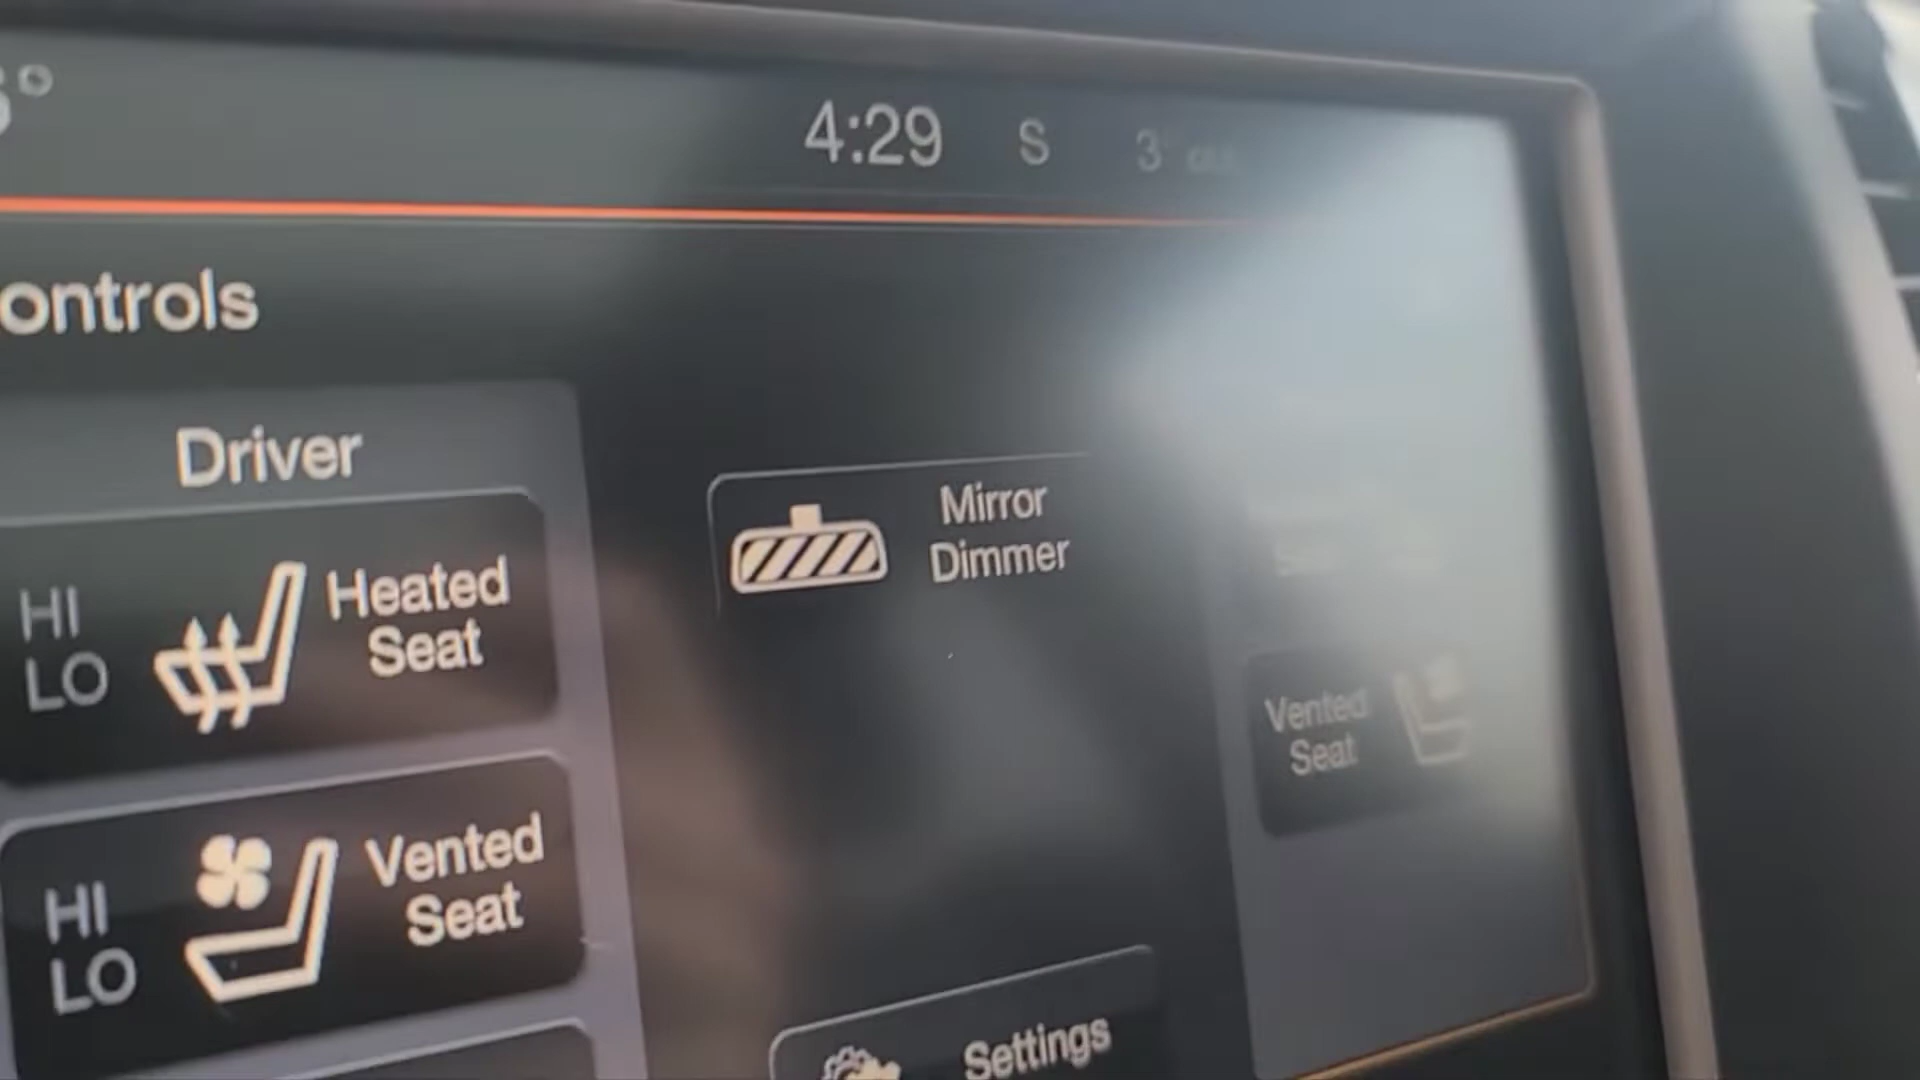 4:29 S
ontrols
Driver
HI
LO
Heated
Seat
Mirror
Dimmer
Vented
Seat
HI
LO
Vented
Seat
Settings